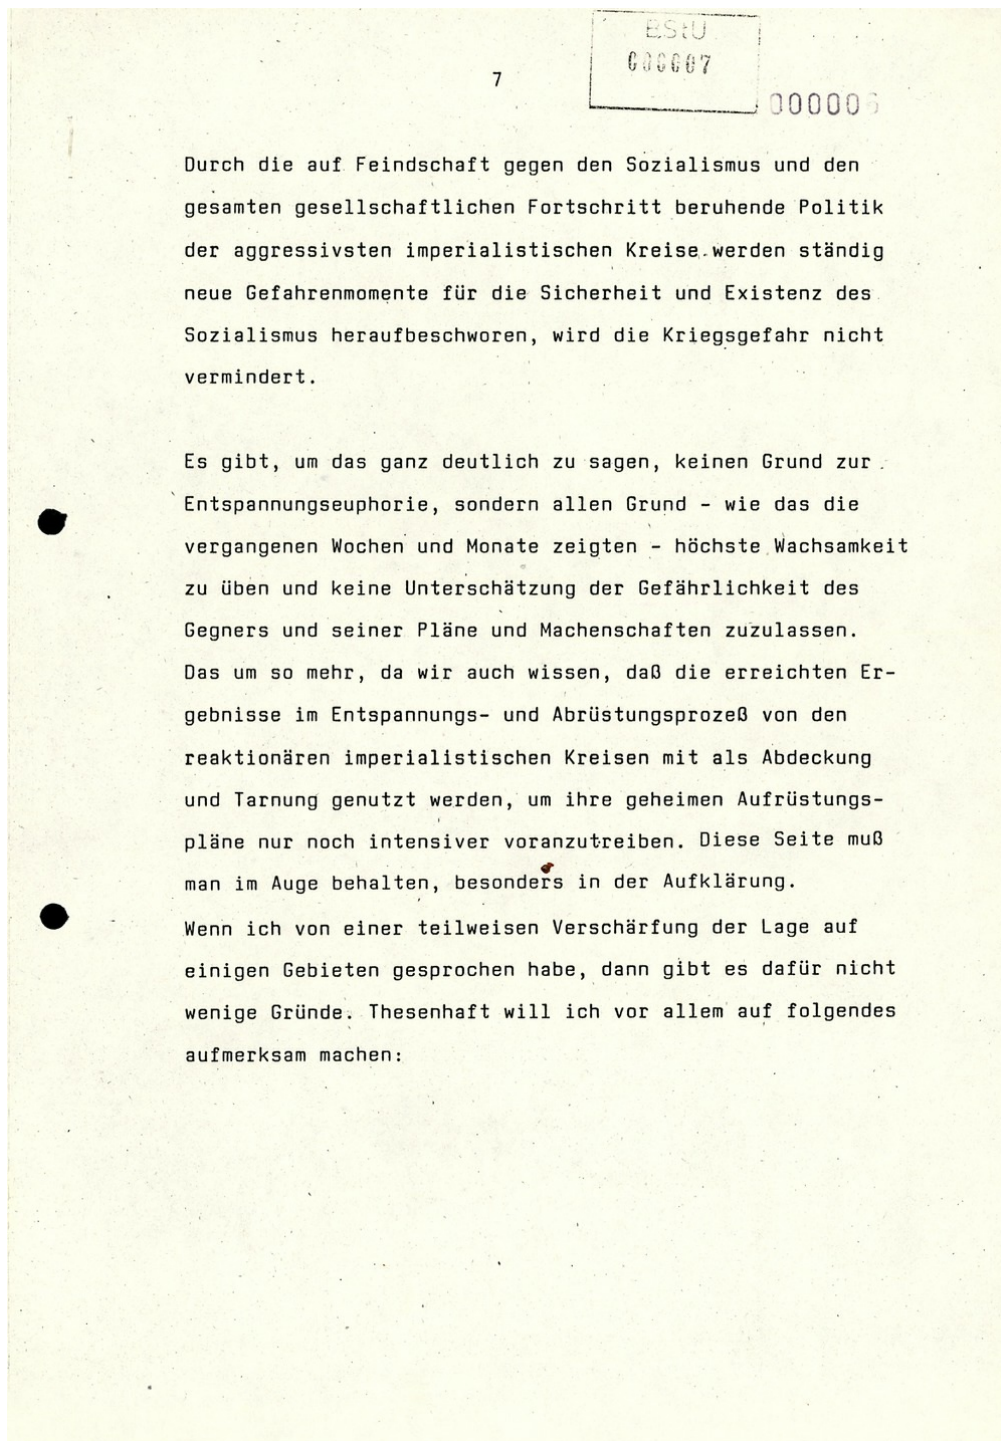 BStU
000007
7
000006
Durch die auf Feindschaft gegen den Sozialismus und den
gesamten gesellschaftlichen Fortschritt beruhende Politik
der aggressivsten imperialistischen Kreise werden ständig
neue Gefahrenmomente für die Sicherheit und Existenz des
Sozialismus heraufbeschworen, wird die Kriegsgefahr nicht
vermindert.
Es gibt, um das ganz deutlich zu sagen, keinen Grund zur
Entspannungseuphorie, sondern allen Grund - wie das die
vergangenen Wochen und Monate zeigten - höchste Wachsamkeit
zu üben und keine Unterschätzung der Gefährlichkeit des
Gegners und seiner Pläne und Machenschaften zuzulassen.
Das um so mehr, da wir auch wissen, daß die erreichten Er-
gebnisse im Entspannungs- und Abrüstungsprozeß von den
reaktionären imperialistischen Kreisen mit als Abdeckung
und Tarnung genutzt werden, um ihre geheimen Aufrüstungs-
pläne nur noch intensiver voranzutreiben. Diese Seite muß
man im Auge behalten, besonders in der Aufklärung.
Wenn ich von einer teilweisen Verschärfung der Lage auf
einigen Gebieten gesprochen habe, dann gibt es dafür nicht
wenige Gründe. Thesenhaft will ich vor allem auf folgendes
aufmerksam machen: